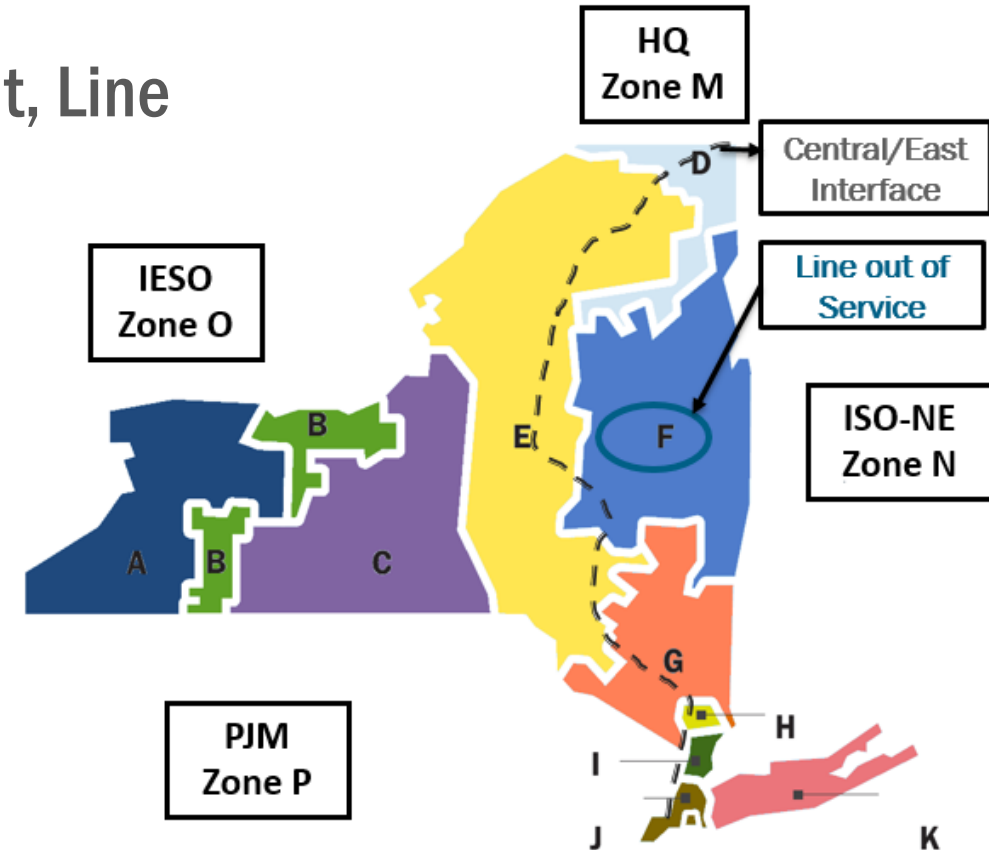 t, Line
HQ
Zone M
D
Central/East
Interface
IESO
Zone O
Line out of
Service
B
E
F
ISO-NE
Zone N
A
B
C
G
PJM
Zone P
H
I
J
K